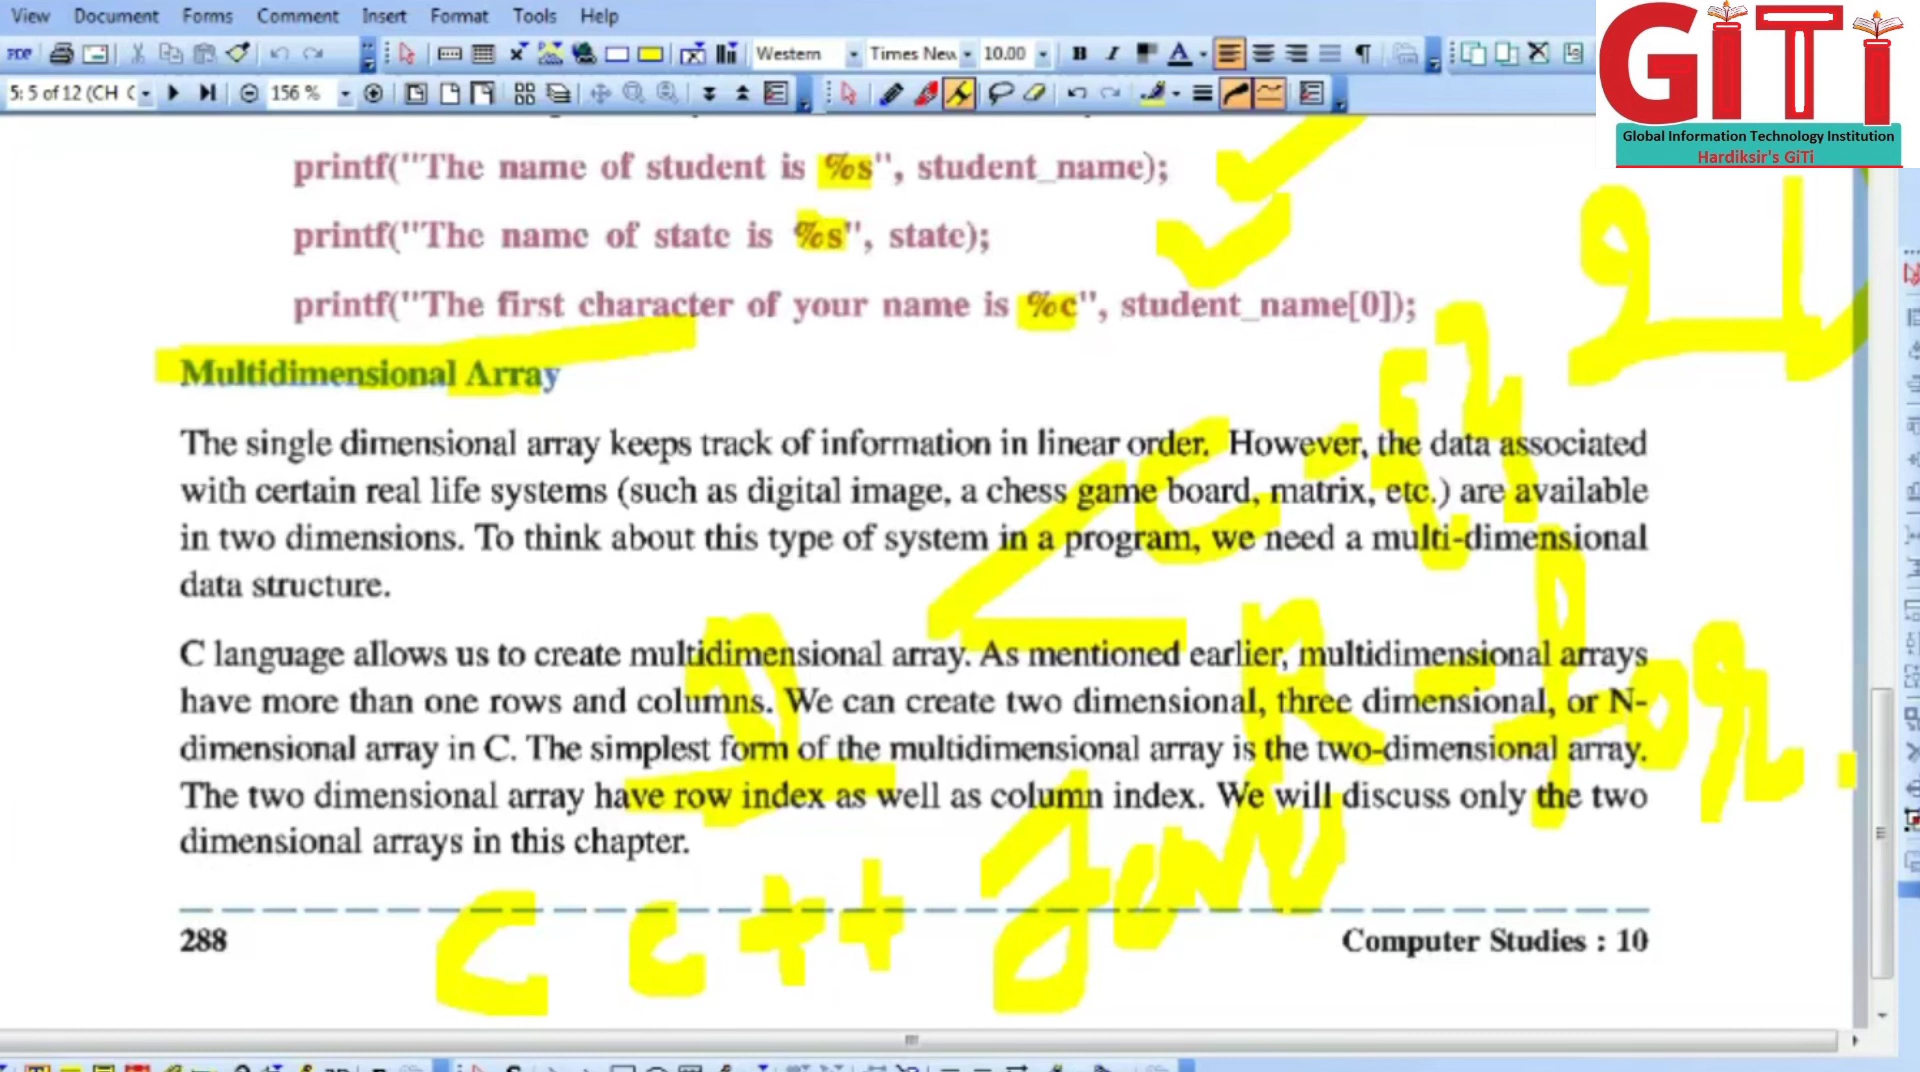 View Document Forms Comment Insert Format Tools Help
PDF Western Times New 10.00 B I A
5: 5 of 12 (CH 156 %
GiTi
Global Information Technology Institution
Hardiksir's GiTi
printf("The name of student is %s", student_name);
printf("The name of state is %s", state);
printf("The first character of your name is %c", student_name[0]);
Multidimensional Array
The single dimensional array keeps track of information in linear order. However, the data associated
with certain real life systems (such as digital image, a chess game board, matrix, etc.) are available
in two dimensions. To think about this type of system in a program, we need a multi-dimensional
data structure.
C language allows us to create multidimensional array. As mentioned earlier, multidimensional arrays
have more than one rows and columns. We can create two dimensional, three dimensional, or N-
dimensional array in C. The simplest form of the multidimensional array is the two-dimensional array.
The two dimensional array have row index as well as column index. We will discuss only the two
dimensional arrays in this chapter.
C C++ Java
288 Computer Studies : 10